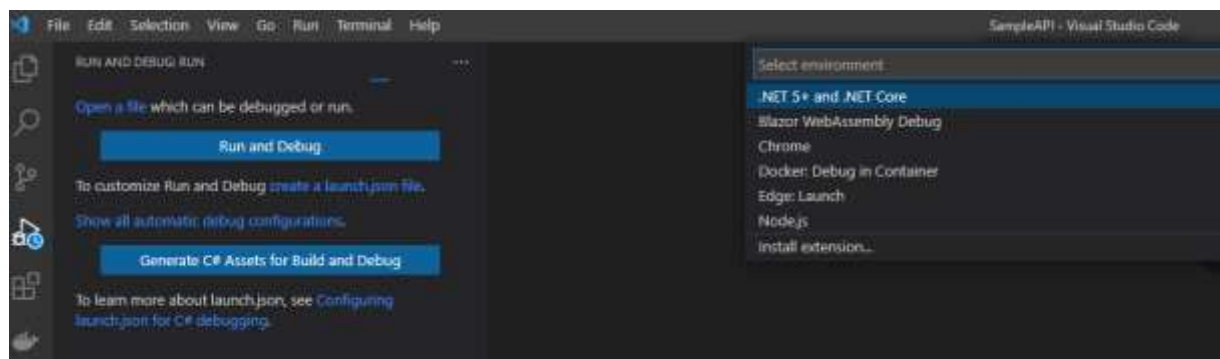 File Edit Selection View Go Run Terminal Help
SampleAPI - Visual Studio Code
RUN AND DEBUG: RUN
...
Open a file which can be debugged or run.
Run and Debug
To customize Run and Debug create a launch.json file.
Show all automatic debug configurations.
Generate C# Assets for Build and Debug
To learn more about launch.json, see Configuring
launch.json for C# debugging.
Select environment
.NET 5+ and .NET Core
Blazor WebAssembly Debug
Chrome
Docker: Debug in Container
Edge: Launch
Node.js
Install extension...